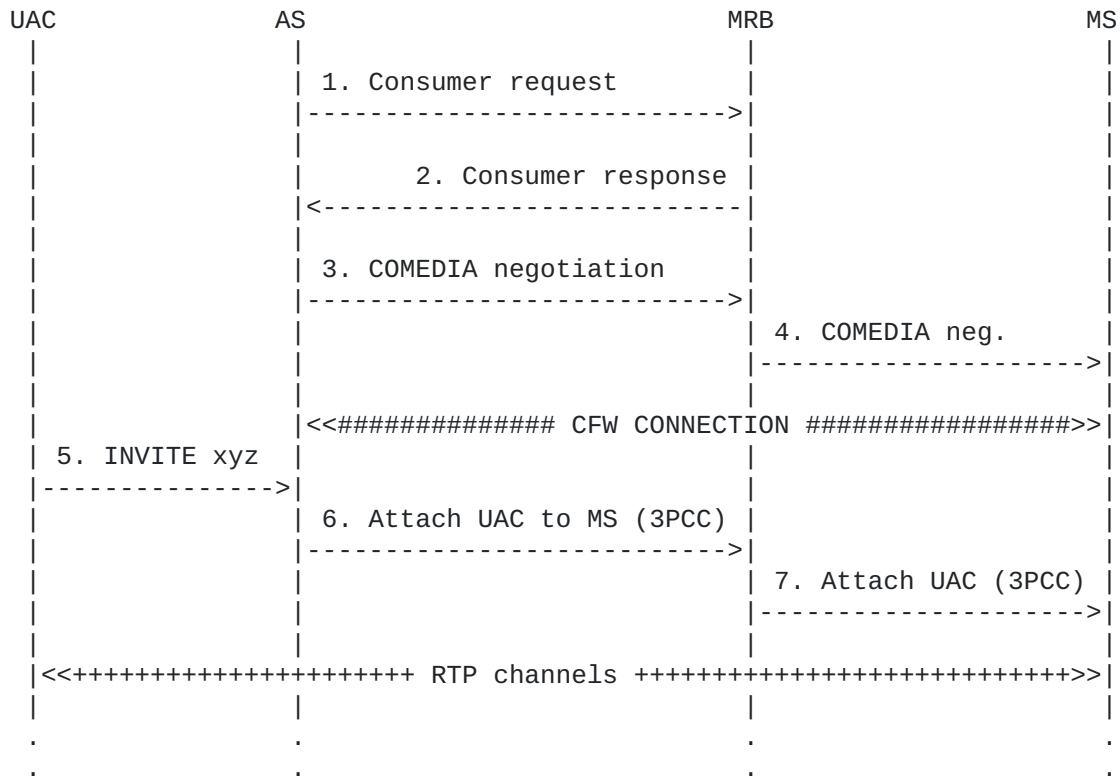 UAC AS MRB MS
1. Consumer request
2. Consumer response
3. COMEDIA negotiation
4. COMEDIA neg.
CFW CONNECTION
5. INVITE xyz
6. Attach UAC to MS (3PCC)
7. Attach UAC (3PCC)
RTP channels